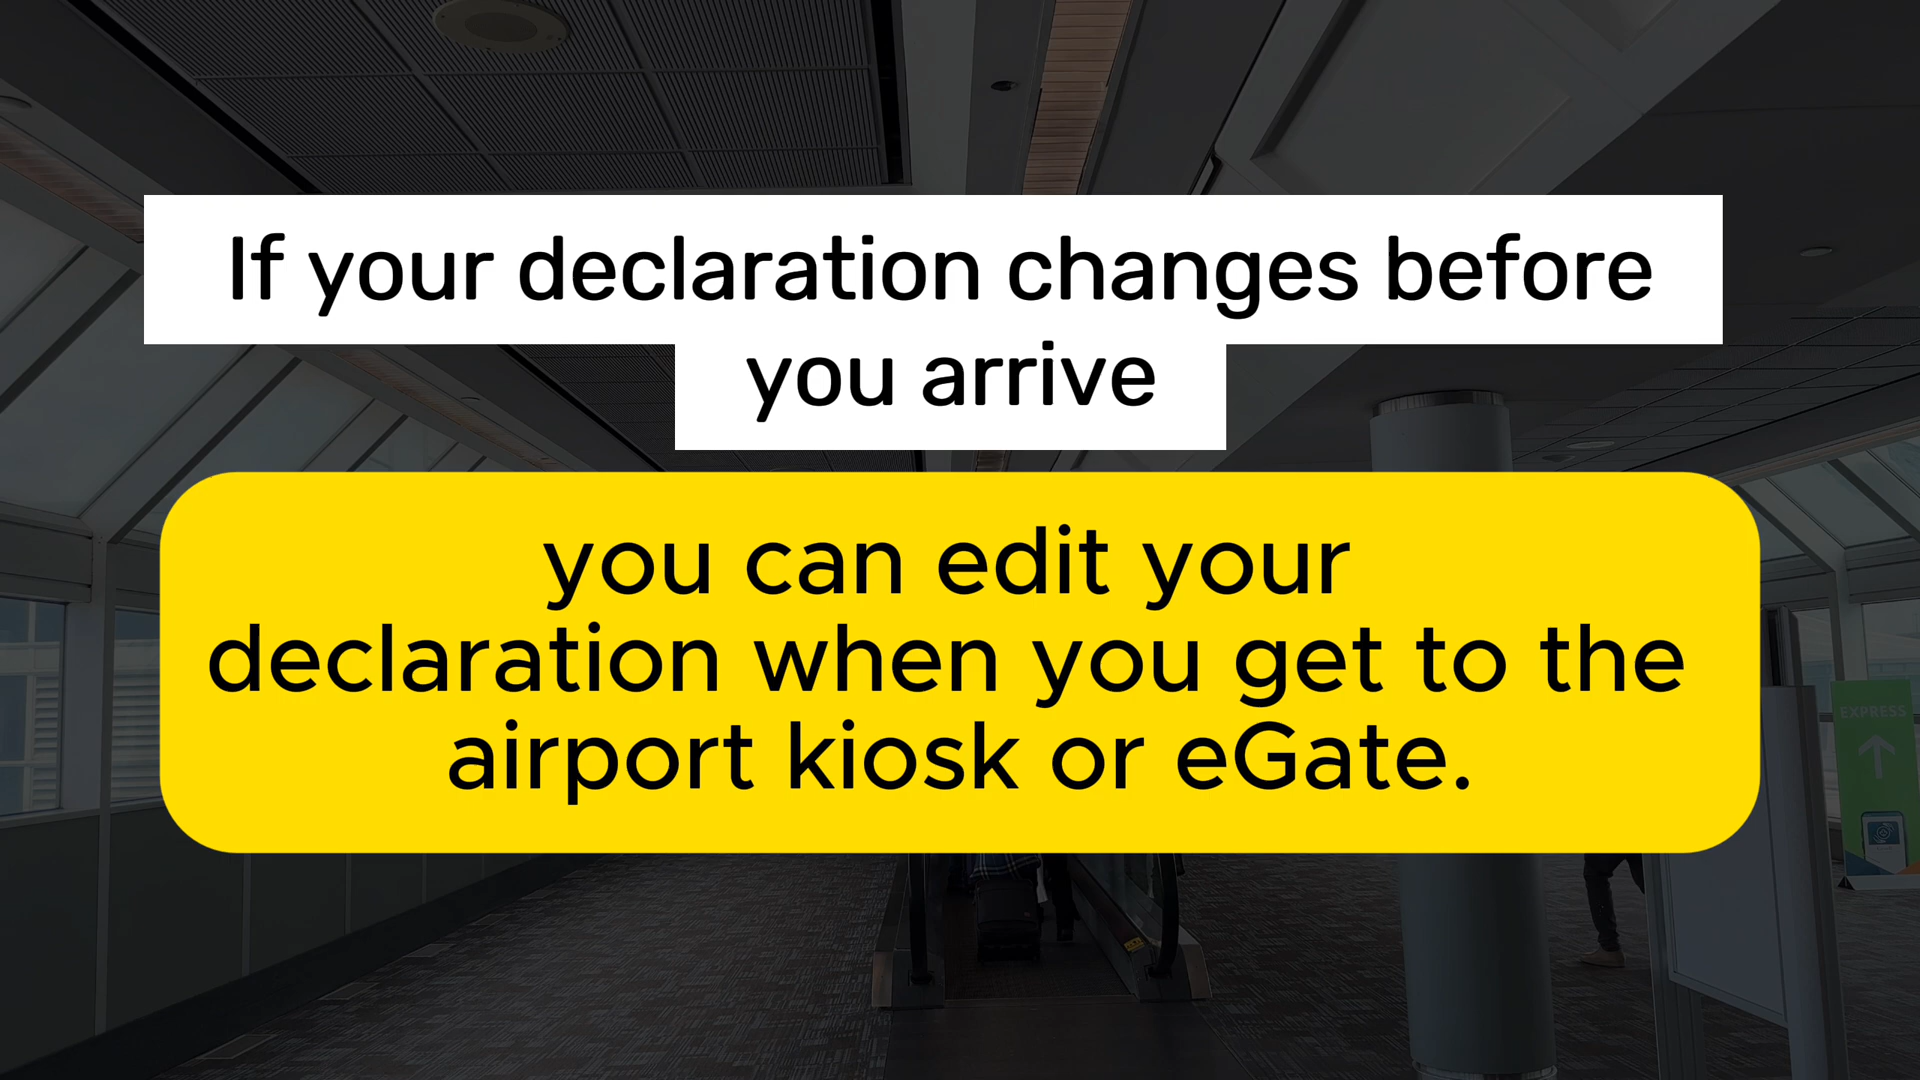 If your declaration changes before
you arrive
you can edit your
declaration when you get to the
airport kiosk or eGate.
EXPRESS